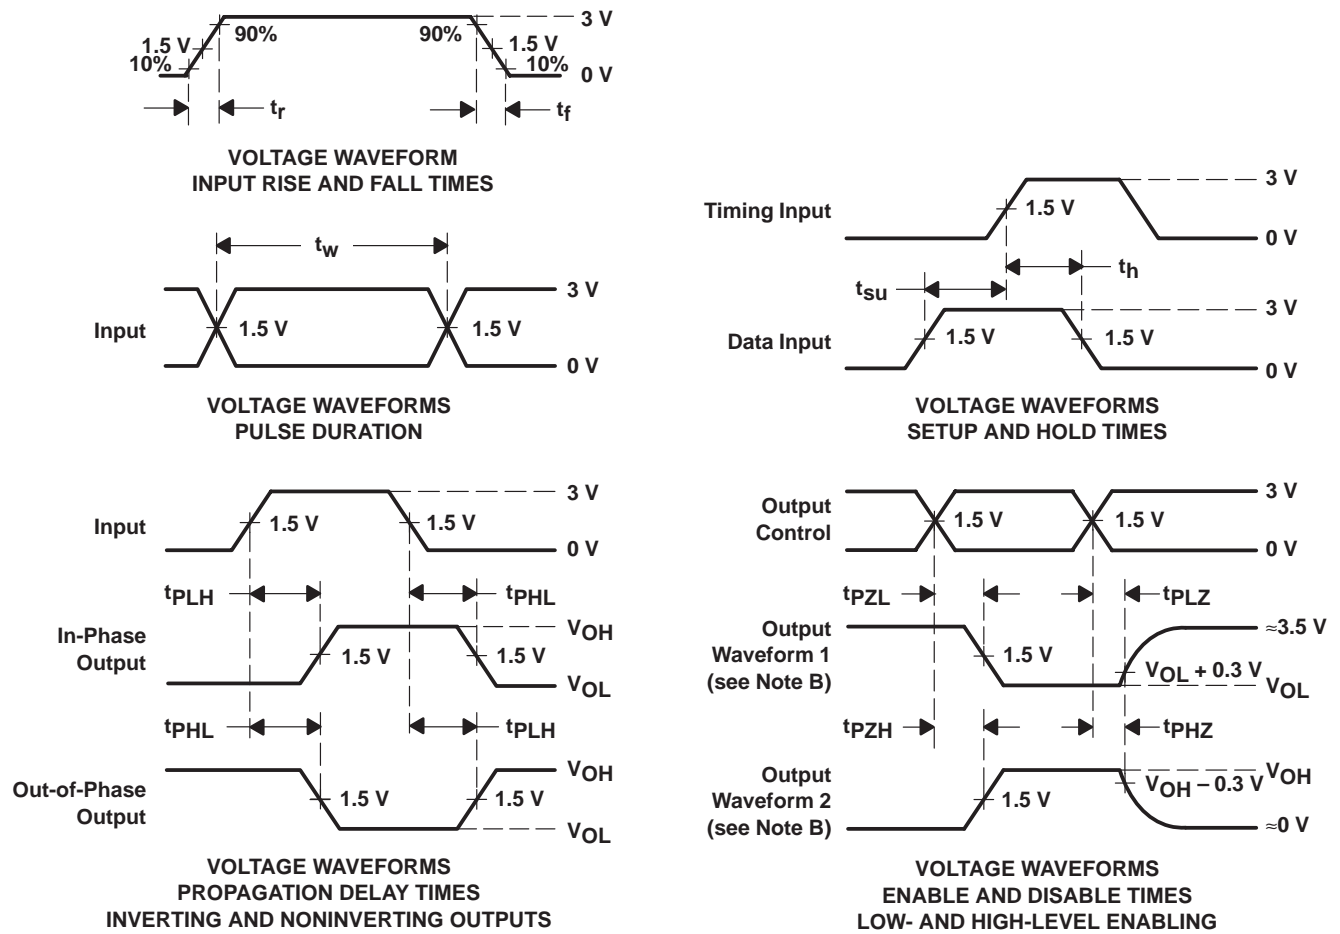 3 V
90%
90%
1.5 V
1.5 V
10%
10%
0 V
tr
tf
VOLTAGE WAVEFORM
INPUT RISE AND FALL TIMES
tw
3 V
Input
1.5 V
1.5 V
0 V
VOLTAGE WAVEFORMS
PULSE DURATION
Timing Input
3 V
1.5 V
0 V
th
tsu
3 V
Data Input
1.5 V
1.5 V
0 V
VOLTAGE WAVEFORMS
SETUP AND HOLD TIMES
3 V
Input
1.5 V
1.5 V
0 V
tPLH
tPHL
In-Phase
Output
VOH
1.5 V
1.5 V
VOL
tPHL
tPLH
Out-of-Phase
Output
VOH
1.5 V
1.5 V
VOL
VOLTAGE WAVEFORMS
PROPAGATION DELAY TIMES
INVERTING AND NONINVERTING OUTPUTS
Output
Control
3 V
1.5 V
1.5 V
0 V
tPZL
tPLZ
Output
Waveform 1
(see Note B)
≈3.5 V
1.5 V
VOL + 0.3 V
VOL
tPZH
tPHZ
Output
Waveform 2
(see Note B)
VOH
1.5 V
VOH – 0.3 V
≈0 V
VOLTAGE WAVEFORMS
ENABLE AND DISABLE TIMES
LOW- AND HIGH-LEVEL ENABLING